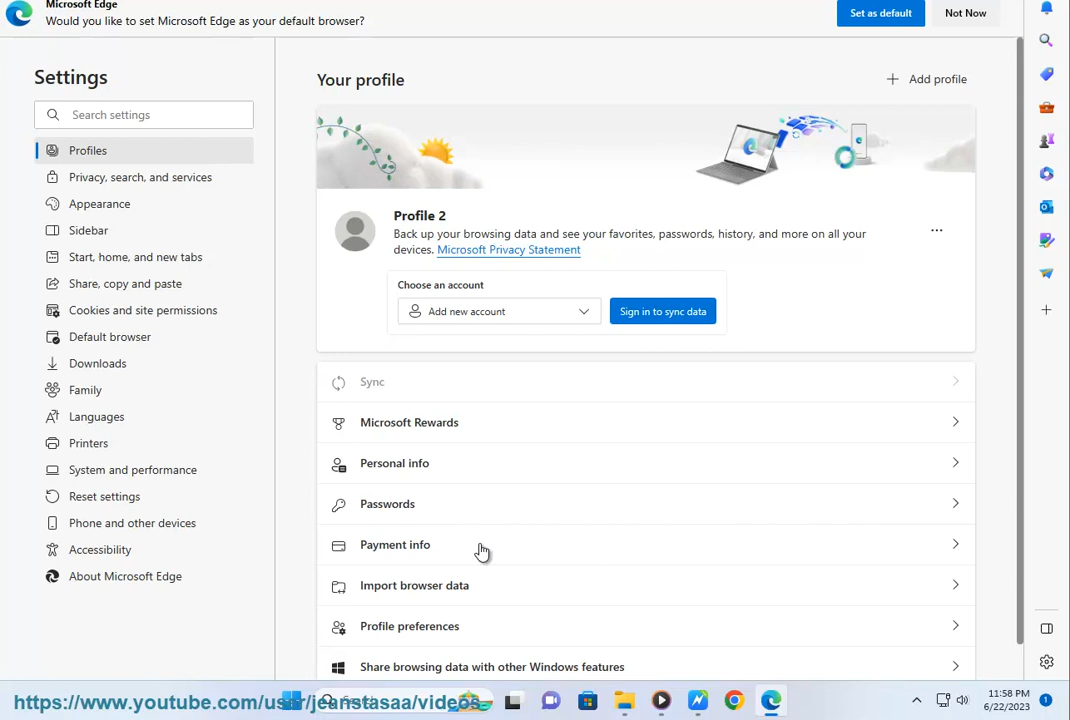 Microsoft Edge
Would you like to set Microsoft Edge as your default browser?
Set as default
Not Now
Settings
Search settings
Profiles
Privacy, search, and services
Appearance
Sidebar
Start, home, and new tabs
Share, copy and paste
Cookies and site permissions
Default browser
Downloads
Family
Languages
Printers
System and performance
Reset settings
Phone and other devices
Accessibility
About Microsoft Edge
Your profile
Add profile
Profile 2
Back up your browsing data and see your favorites, passwords, history, and more on all your
devices. Microsoft Privacy Statement
Choose an account
Add new account
Sign in to sync data
Sync
Microsoft Rewards
Personal info
Passwords
Payment info
Import browser data
Profile preferences
Share browsing data with other Windows features
11:58 PM
6/22/2023
1